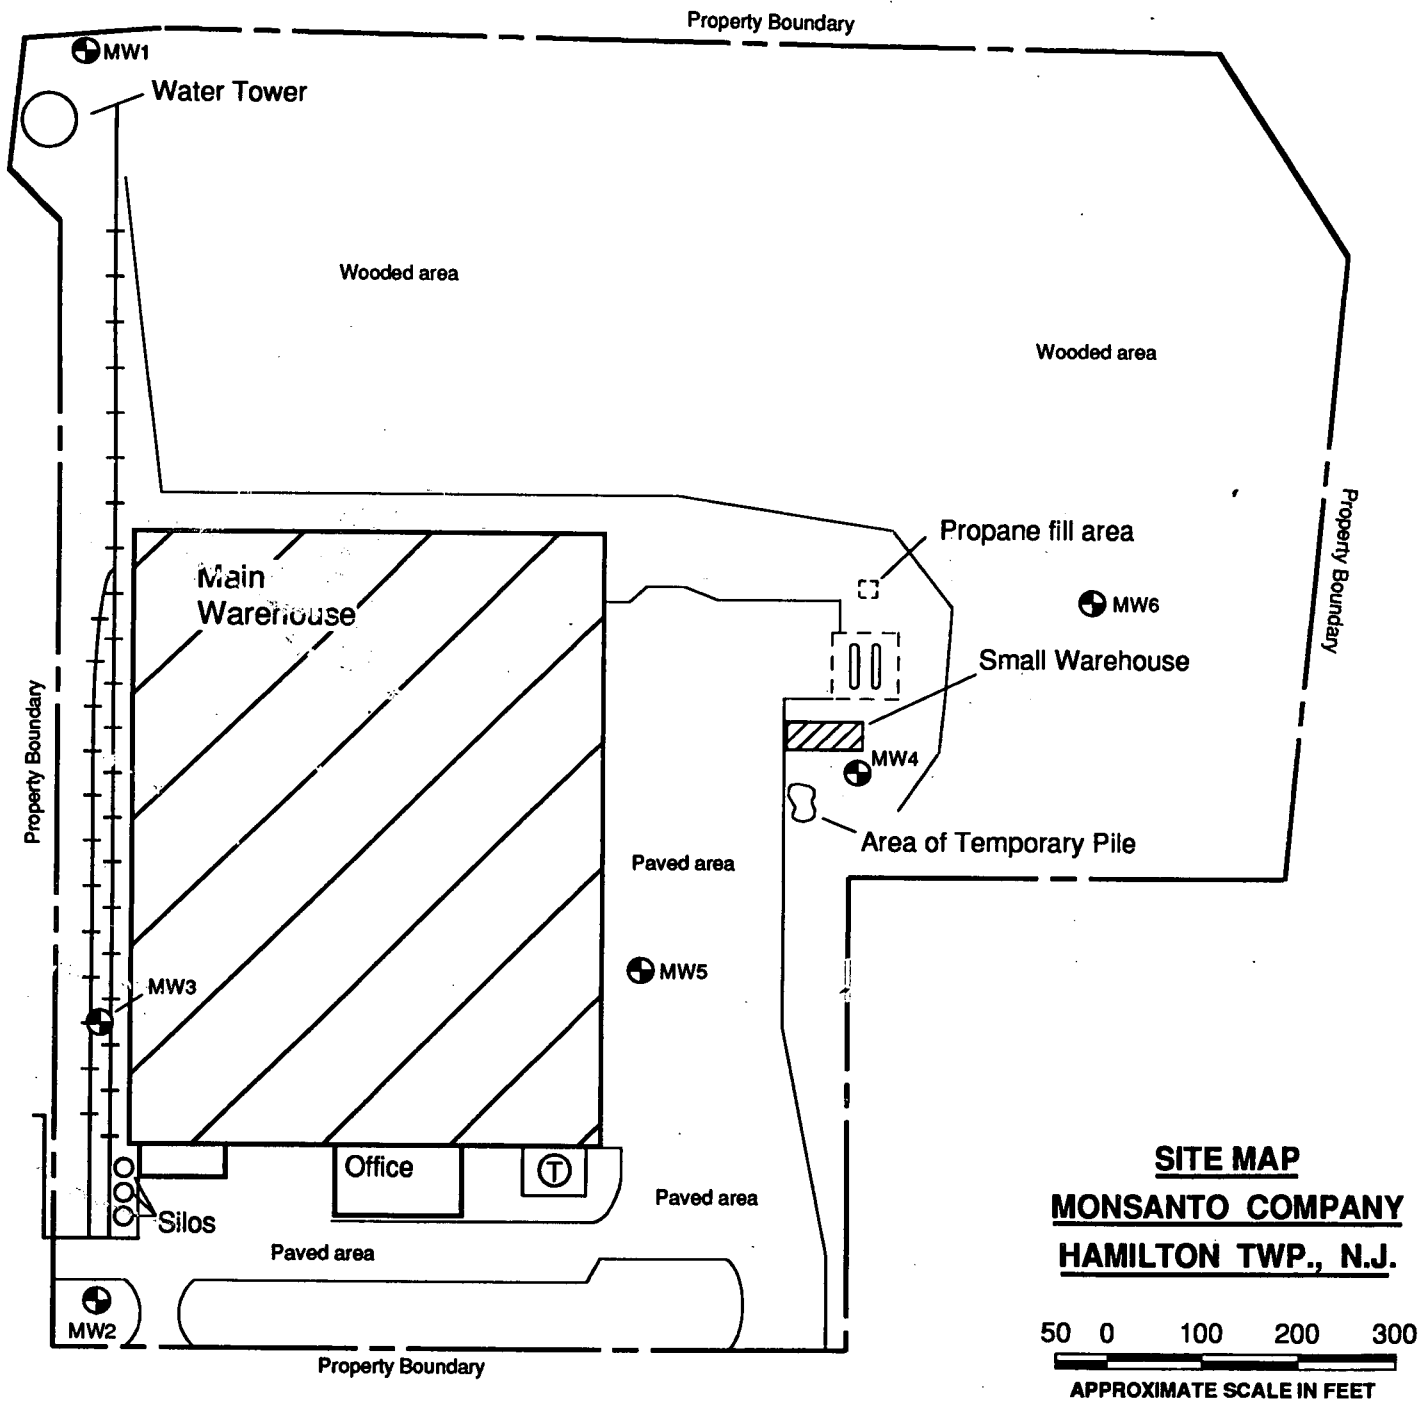 Property Boundary
MW1
Water Tower
Wooded area
Wooded area
Property Boundary
Propane fill area
Main
Warehouse
MW6
Small Warehouse
Property Boundary
MW4
Area of Temporary Pile
Paved area
MW5
MW3
Office
T
Paved area
Silos
Paved area
MW2
Property Boundary
SITE MAP
MONSANTO COMPANY
HAMILTON TWP., N.J.
50 0 100 200 300
APPROXIMATE SCALE IN FEET